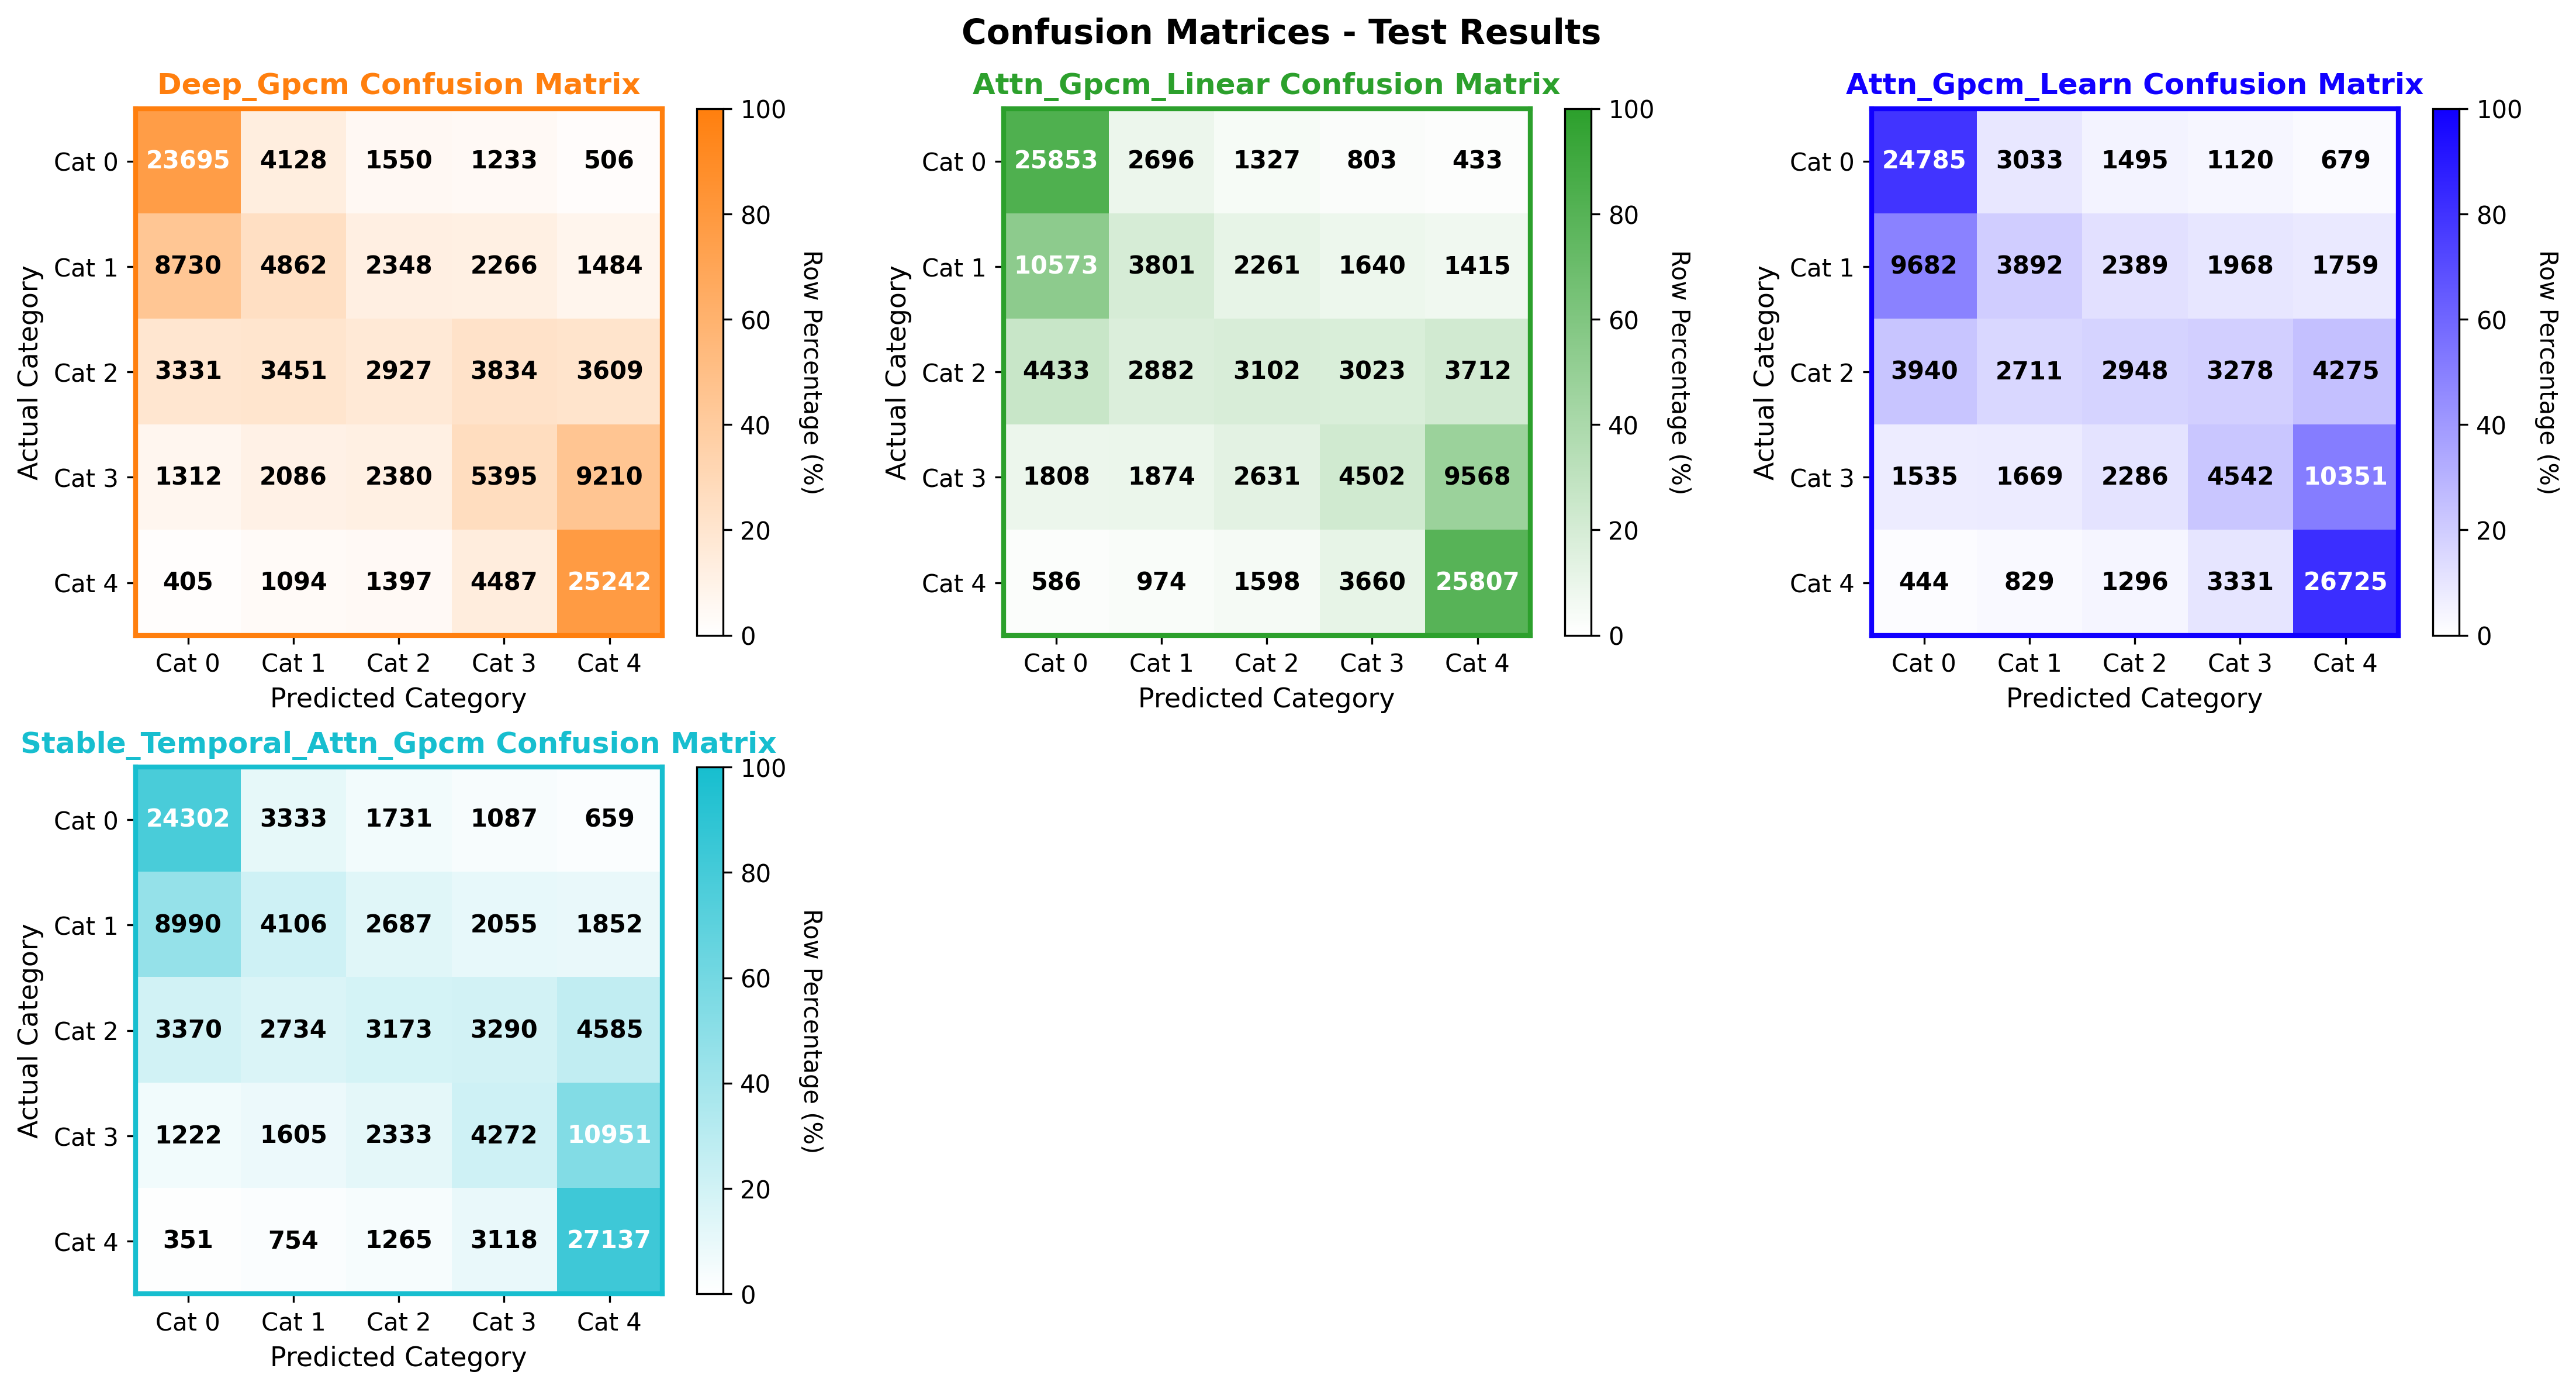 Confusion Matrices - Test Results
Deep_Gpcm Confusion Matrix
Actual Category
Cat 0 23695 4128 1550 1233 506
Cat 1 8730 4862 2348 2266 1484
Cat 2 3331 3451 2927 3834 3609
Cat 3 1312 2086 2380 5395 9210
Cat 4 405 1094 1397 4487 25242
Cat 0 Cat 1 Cat 2 Cat 3 Cat 4
Predicted Category
100
80
60
40
20
0
Row Percentage (%)
Attn_Gpcm_Linear Confusion Matrix
Actual Category
Cat 0 25853 2696 1327 803 433
Cat 1 10573 3801 2261 1640 1415
Cat 2 4433 2882 3102 3023 3712
Cat 3 1808 1874 2631 4502 9568
Cat 4 586 974 1598 3660 25807
Cat 0 Cat 1 Cat 2 Cat 3 Cat 4
Predicted Category
100
80
60
40
20
0
Row Percentage (%)
Attn_Gpcm_Learn Confusion Matrix
Actual Category
Cat 0 24785 3033 1495 1120 679
Cat 1 9682 3892 2389 1968 1759
Cat 2 3940 2711 2948 3278 4275
Cat 3 1535 1669 2286 4542 10351
Cat 4 444 829 1296 3331 26725
Cat 0 Cat 1 Cat 2 Cat 3 Cat 4
Predicted Category
100
80
60
40
20
0
Row Percentage (%)
Stable_Temporal_Attn_Gpcm Confusion Matrix
Actual Category
Cat 0 24302 3333 1731 1087 659
Cat 1 8990 4106 2687 2055 1852
Cat 2 3370 2734 3173 3290 4585
Cat 3 1222 1605 2333 4272 10951
Cat 4 351 754 1265 3118 27137
Cat 0 Cat 1 Cat 2 Cat 3 Cat 4
Predicted Category
100
80
60
40
20
0
Row Percentage (%)